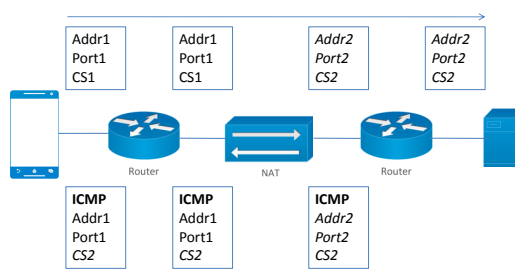 Addr1
Port1
CS1
Addr1
Port1
CS1
Addr2
Port2
CS2
Addr2
Port2
CS2
Router
NAT
Router
ICMP
Addr1
Port1
CS2
ICMP
Addr1
Port1
CS2
ICMP
Addr2
Port2
CS2